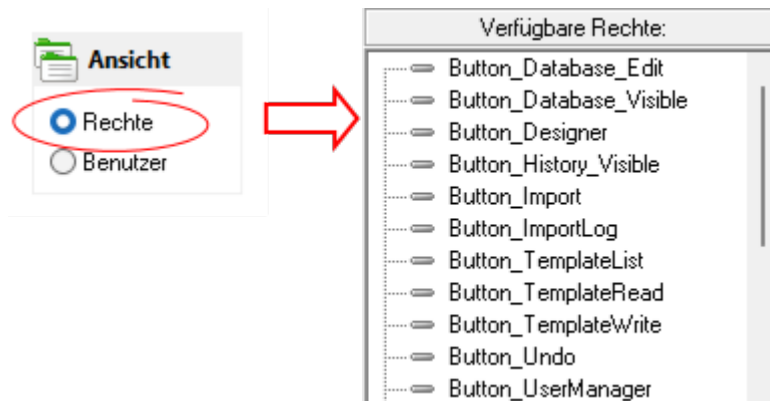 Ansicht
Rechte
Benutzer
Verfügbare Rechte:
Button_Database_Edit
Button_Database_Visible
Button_Designer
Button_History_Visible
Button_Import
Button_ImportLog
Button_TemplateList
Button_TemplateRead
Button_TemplateWrite
Button_Undo
Button_UserManager